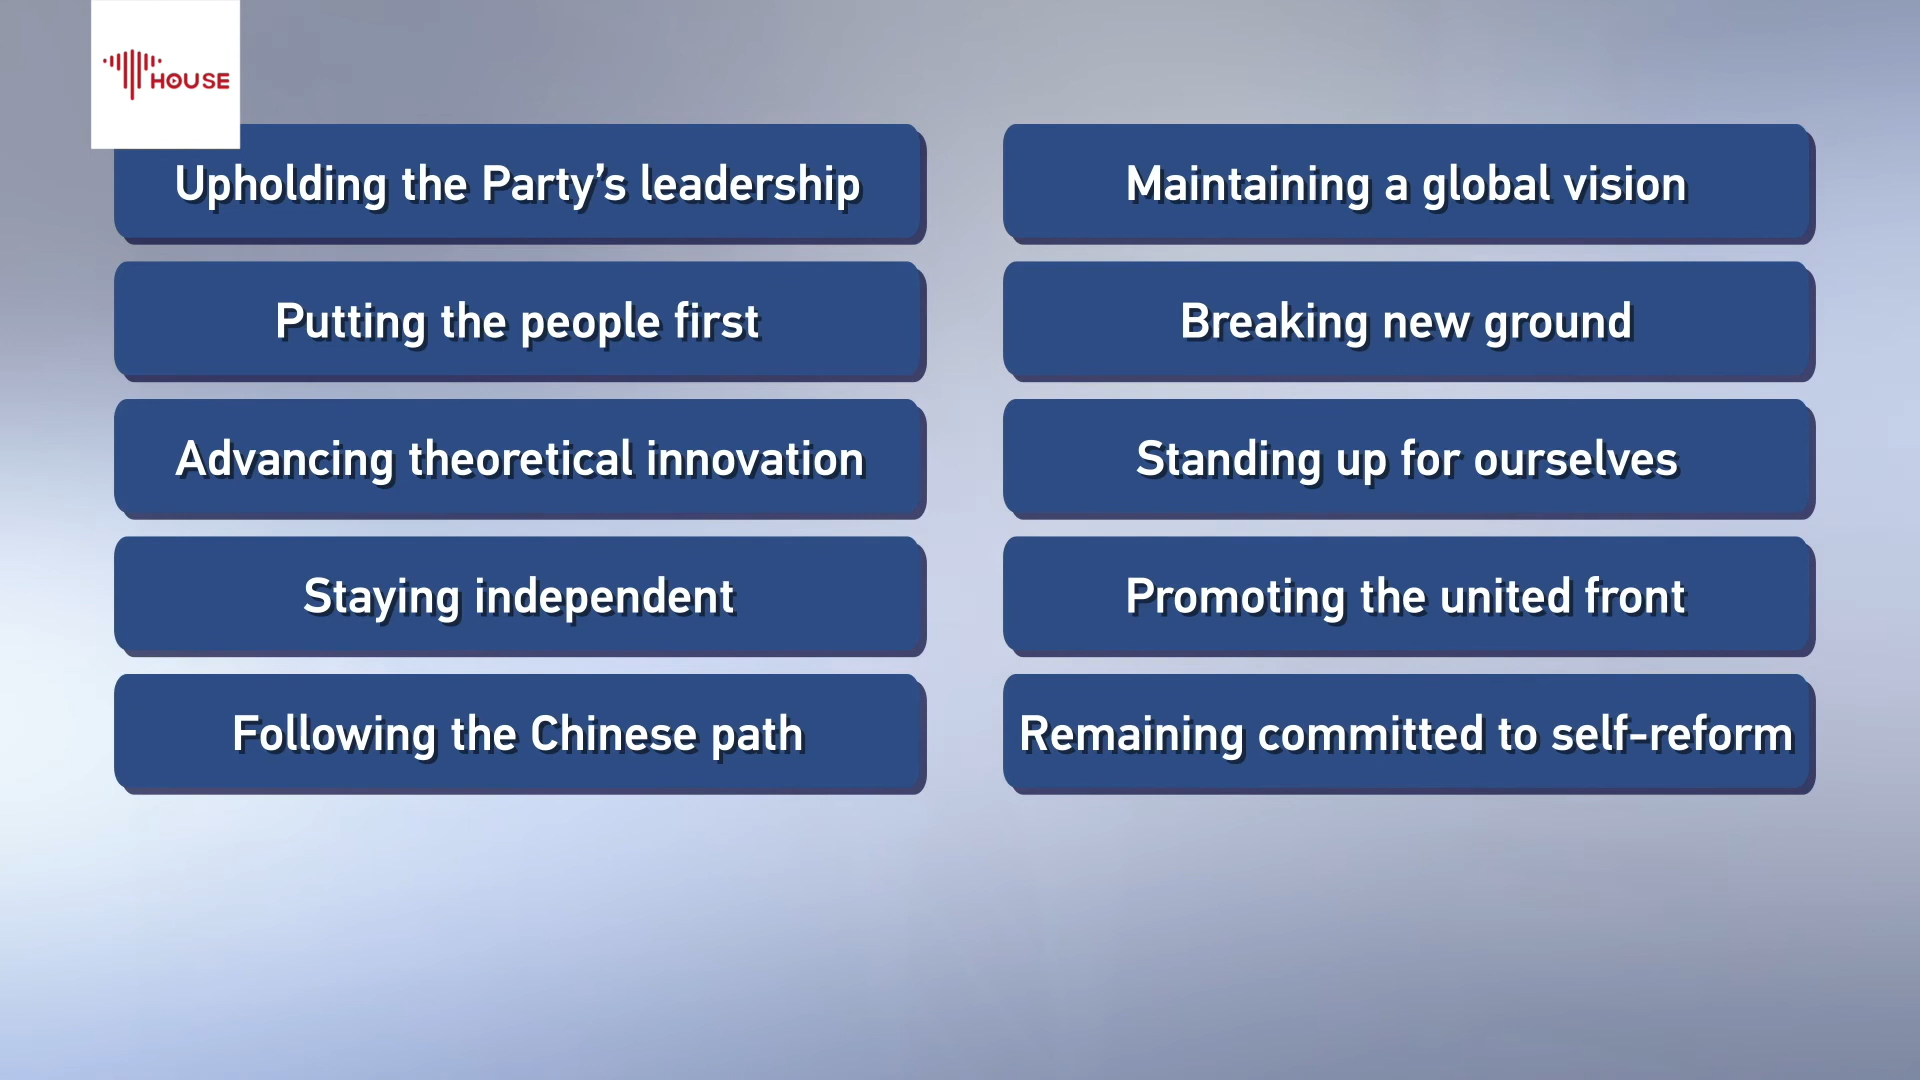 HOUSE
Upholding the Party’s leadership
Putting the people first
Advancing theoretical innovation
Staying independent
Following the Chinese path
Maintaining a global vision
Breaking new ground
Standing up for ourselves
Promoting the united front
Remaining committed to self-reform